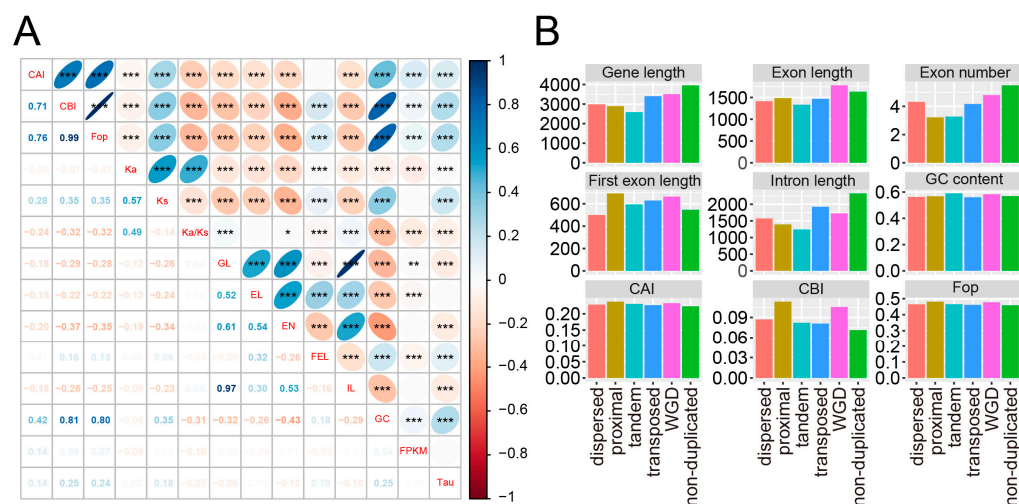 A
CAI *** *** *** *** *** *** *** *** *** *** *** ***
0.71 CBI *** *** *** *** *** *** *** *** *** *** *** ***
0.76 0.99 Fop *** *** *** *** *** *** *** *** *** *** ***
Ka *** *** *** *** *** *** *** *** *** ***
0.28 0.35 0.35 0.57 Ks *** *** *** *** *** *** *** ***
−0.24 −0.32 −0.32 0.49 −0.14 Ka/Ks *** * *** *** *** *** ***
−0.18 −0.29 −0.28 −0.12 −0.26 GL *** *** *** *** *** ** ***
−0.15 −0.22 −0.22 −0.13 −0.24 0.52 EL *** *** *** *** ***
−0.20 −0.37 −0.35 −0.19 −0.34 0.61 0.54 EN *** *** *** ***
0.16 0.13 0.32 −0.26 FEL *** *** *** ***
−0.16 −0.26 −0.25 −0.23 0.97 0.30 0.53 −0.16 IL *** ***
0.42 0.81 0.80 0.35 −0.31 −0.32 −0.26 −0.43 0.18 −0.29 GC *** ***
0.14 FPKM
0.14 0.25 0.24 0.18 0.10 0.25 Tau
1
0.8
0.6
0.4
0.2
0
−0.2
−0.4
−0.6
−0.8
−1
B
Gene length
4000
3000
2000
1000
0
Exon length
1500
1000
500
0
Exon number
4
2
0
First exon length
600
400
200
0
Intron length
2000
1500
1000
500
0
GC content
0.6
0.4
0.2
0.0
CAI
0.20
0.15
0.10
0.05
0.00
CBI
0.09
0.06
0.03
0.00
Fop
0.5
0.4
0.3
0.2
0.1
0.0
dispersed
proximal
tandem
transposed
WGD
non-duplicated
dispersed
proximal
tandem
transposed
WGD
non-duplicated
dispersed
proximal
tandem
transposed
WGD
non-duplicated